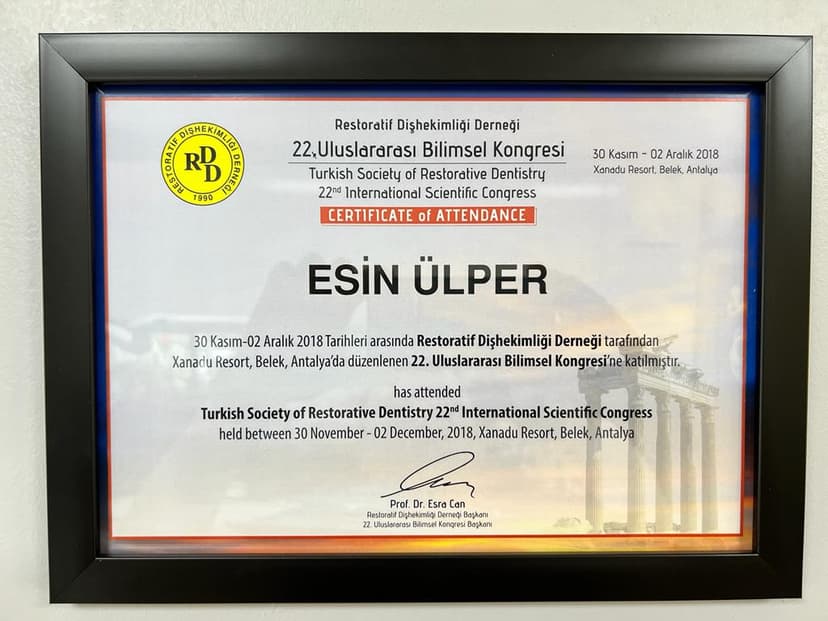 RESTORATİF DİŞHEKİMLİĞİ DERNEĞİ
RDD
1990
Restoratif Dişhekimliği Derneği
22.Uluslararası Bilimsel Kongresi
Turkish Society of Restorative Dentistry
22nd International Scientific Congress
CERTIFICATE of ATTENDANCE
30 Kasım - 02 Aralık 2018
Xanadu Resort, Belek, Antalya
ESİN ÜLPER
30 Kasım-02 Aralık 2018 Tarihleri arasında Restoratif Dişhekimliği Derneği tarafından
Xanadu Resort, Belek, Antalya'da düzenlenen 22. Uluslararası Bilimsel Kongresi'ne katılmıştır.
has attended
Turkish Society of Restorative Dentistry 22nd International Scientific Congress
held between 30 November - 02 December, 2018, Xanadu Resort, Belek, Antalya
Prof. Dr. Esra Can
Restoratif Dişhekimliği Derneği Başkanı
22. Uluslararası Bilimsel Kongresi Başkanı